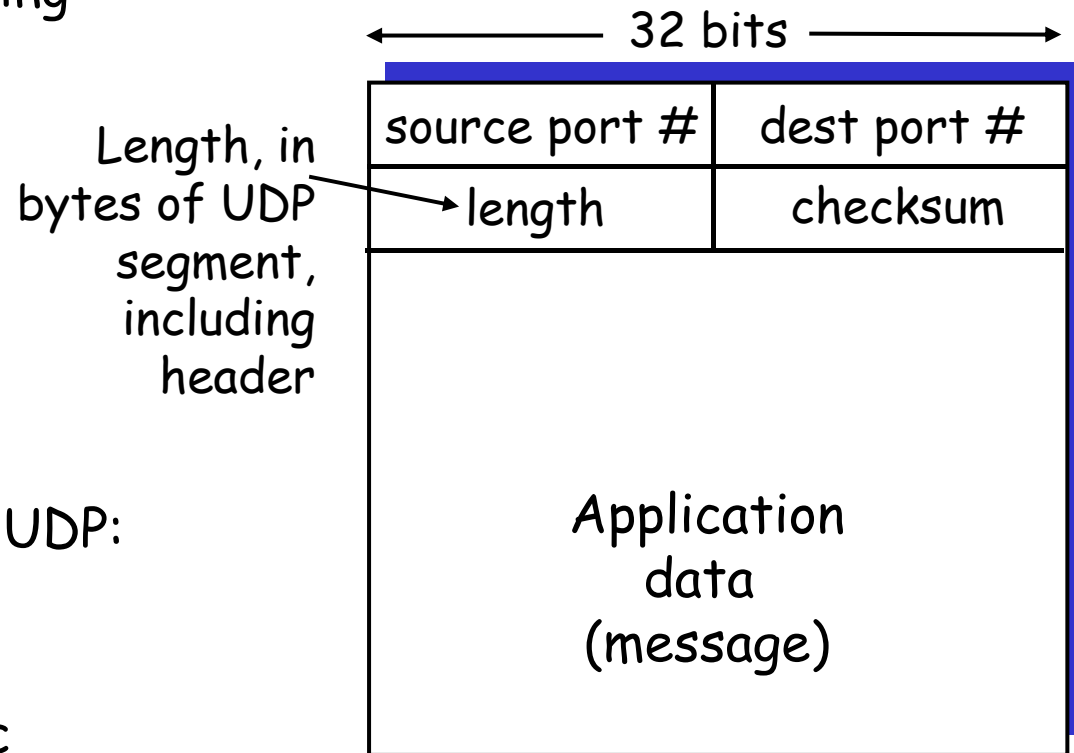 32 bits
source port # dest port #
Length, in
bytes of UDP
segment,
including
header
length checksum
UDP:
Application
data
(message)